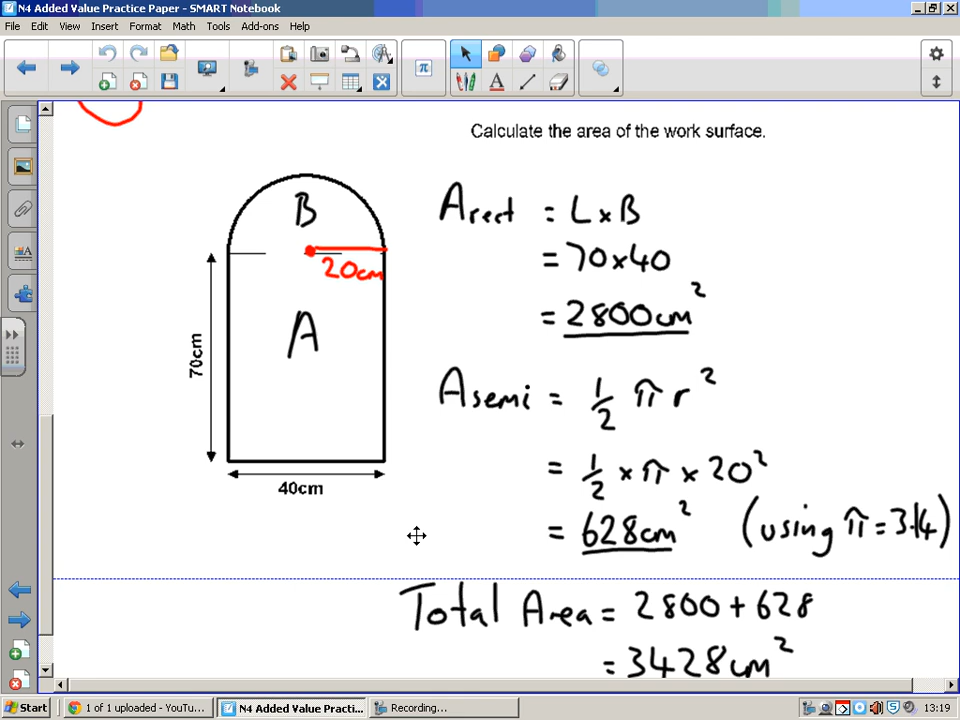 N4 Added Value Practice Paper - SMART Notebook
File Edit View Insert Format Math Tools Add-ons Help
π
A
Calculate the area of the work surface.
B
20cm
A
70cm
40cm
Arect = L x B
= 70x40
= 2800cm²
Asemi = 1/2 π r²
= 1/2 x π x 20²
= 628cm² (using π = 3.14)
Total Area = 2800 + 628
= 3428cm²
Start
1 of 1 uploaded - YouTu...
N4 Added Value Practi...
Recording...
13:19